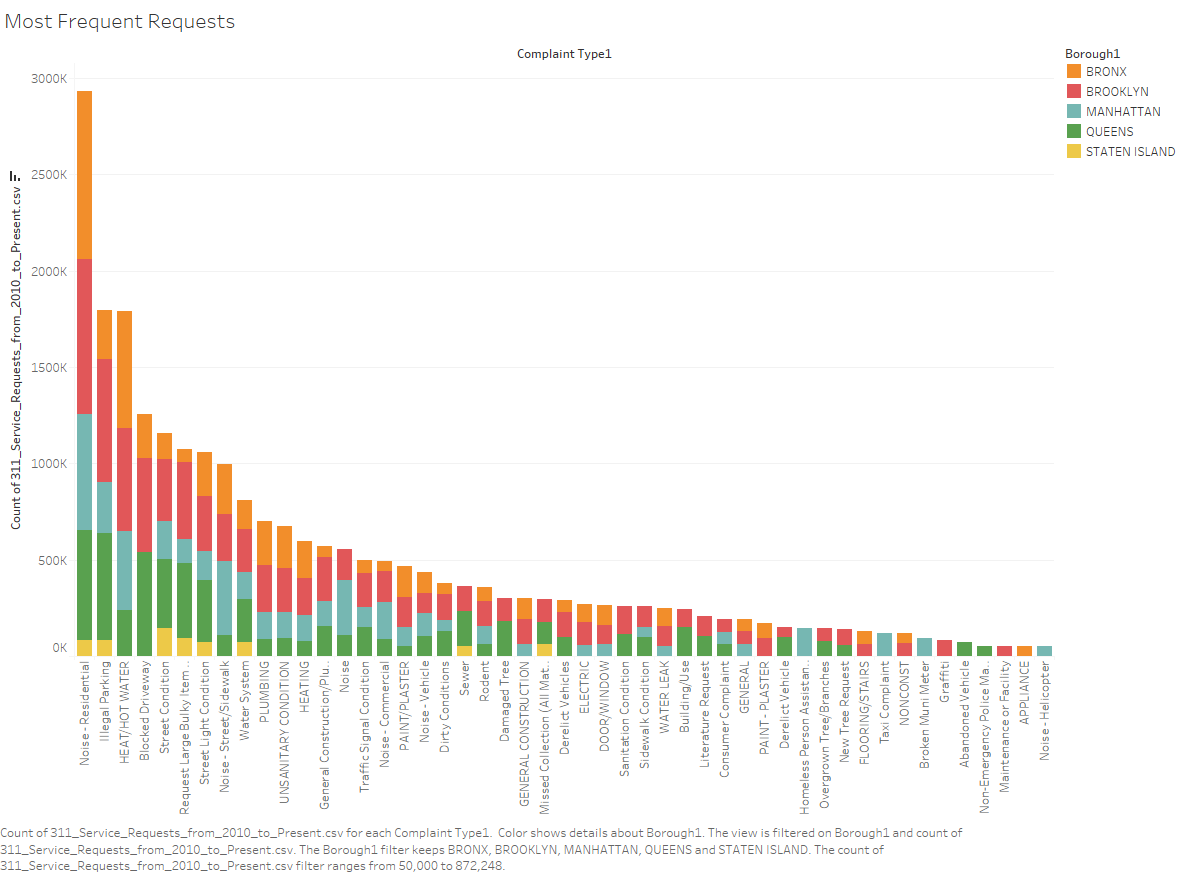 Most Frequent Requests
Complaint Type1
Borough1
BRONX
BROOKLYN
MANHATTAN
QUEENS
STATEN ISLAND
Count of 311_Service_Requests_from_2010_to_Present.csv
3000K
2500K
2000K
1500K
1000K
500K
0K
Noise - Residential
Illegal Parking
HEAT/HOT WATER
Blocked Driveway
Street Condition
Request Large Bulky Item ..
Street Light Condition
Noise - Street/Sidewalk
Water System
PLUMBING
UNSANITARY CONDITION
HEATING
General Construction/Plu..
Noise
Traffic Signal Condition
Noise - Commercial
PAINT/PLASTER
Noise - Vehicle
Dirty Conditions
Sewer
Rodent
Damaged Tree
GENERAL CONSTRUCTION
Missed Collection (All Mat..
Derelict Vehicles
ELECTRIC
DOOR/WINDOW
Sanitation Condition
Sidewalk Condition
WATER LEAK
Building/Use
Literature Request
Consumer Complaint
GENERAL
PAINT - PLASTER
Derelict Vehicle
Homeless Person Assistan..
Overgrown Tree/Branches
New Tree Request
FLOORING/STAIRS
Taxi Complaint
NONCONST
Broken Muni Meter
Graffiti
Abandoned Vehicle
Non-Emergency Police Ma..
Maintenance or Facility
APPLIANCE
Noise - Helicopter
Count of 311_Service_Requests_from_2010_to_Present.csv for each Complaint Type1.  Color shows details about Borough1. The view is filtered on Borough1 and count of
311_Service_Requests_from_2010_to_Present.csv. The Borough1 filter keeps BRONX, BROOKLYN, MANHATTAN, QUEENS and STATEN ISLAND. The count of
311_Service_Requests_from_2010_to_Present.csv filter ranges from 50,000 to 872,248.